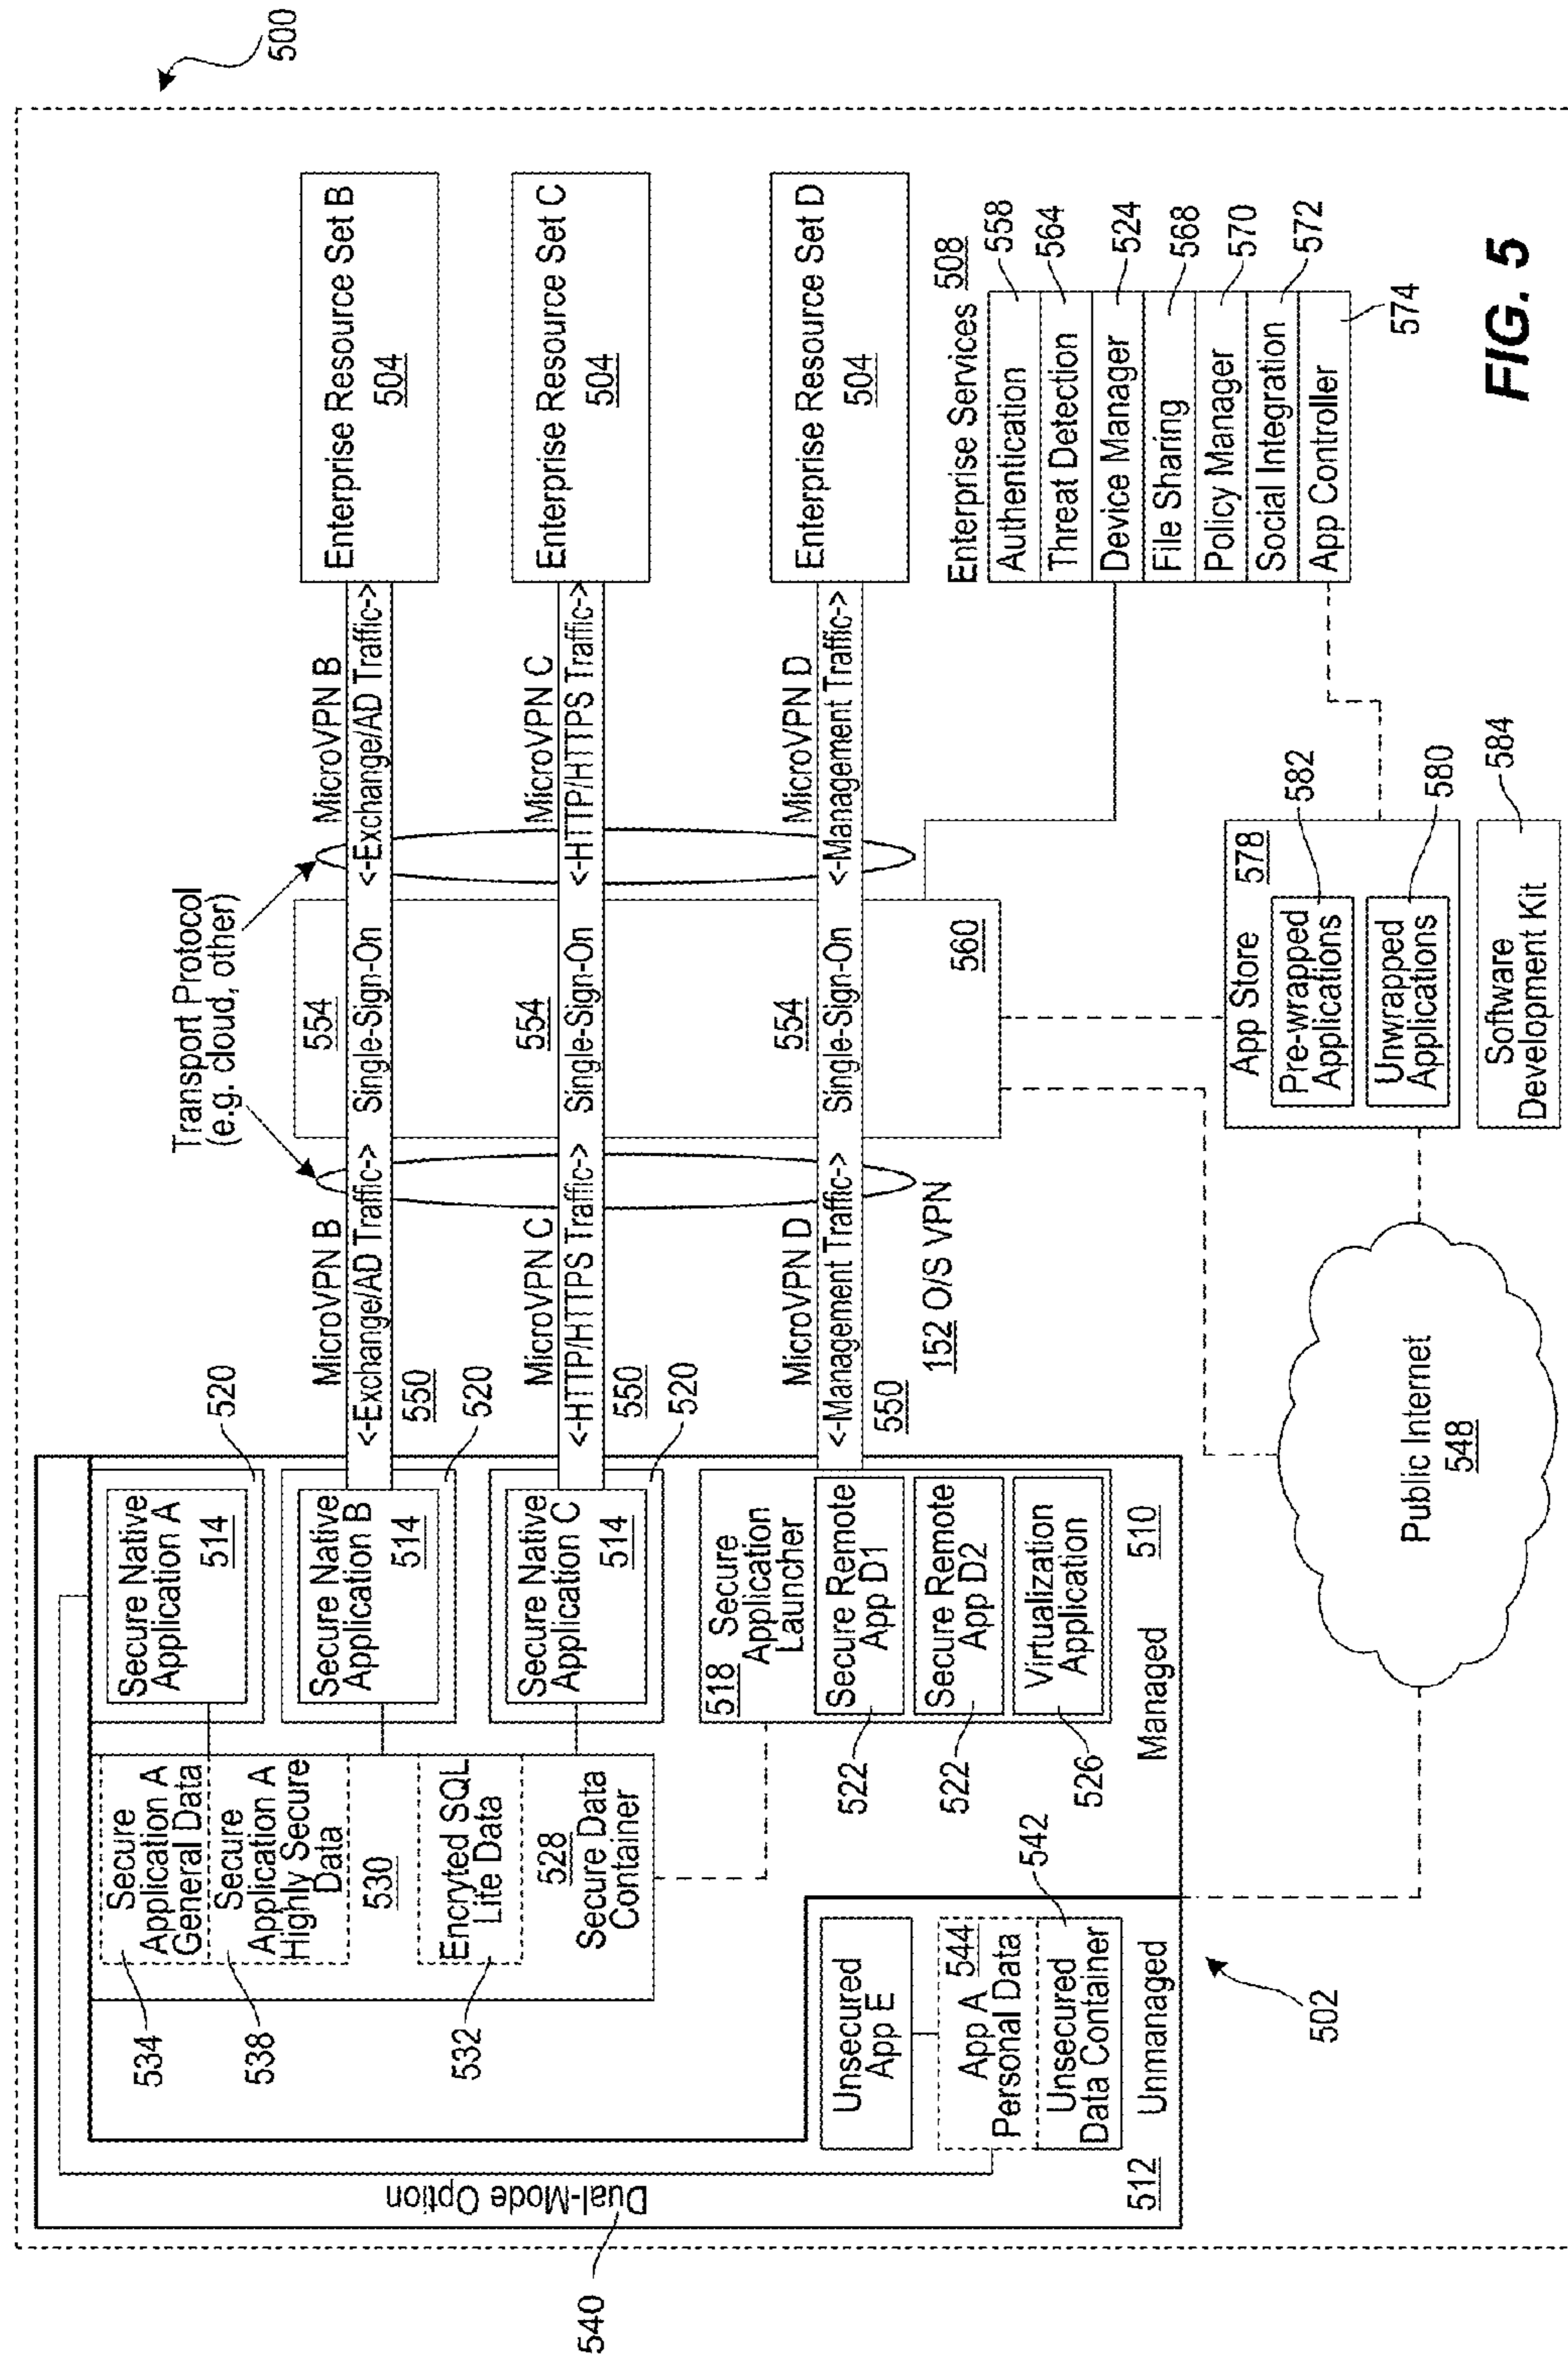 500
540
Dual-Mode Option
534
538
532
Secure
Application A
General Data
Secure
Application A
Highly Secure
Data
530
Encryted SQL
Lite Data
528
Secure Data
Container
Secure Native
Application A
514
520
Secure Native
Application B
514
520
Secure Native
Application C
514
520
518
Secure
Application
Launcher
Secure Remote
App D1
522
Secure Remote
App D2
522
Virtualization
Application
526
Managed
510
Unsecured
App E
App A
544
Personal Data
Unsecured
Data Container
542
Unmanaged
512
502
Transport Protocol
(e.g. cloud, other)
MicroVPN B
<-Exchange/AD Traffic->
550
554
Single-Sign-On
MicroVPN B
<-Exchange/AD Traffic->
Enterprise Resource Set B
504
MicroVPN C
<-HTTP/HTTPS Traffic->
550
554
Single-Sign-On
MicroVPN C
<-HTTP/HTTPS Traffic->
Enterprise Resource Set C
504
MicroVPN D
<-Management Traffic->
550
554
Single-Sign-On
MicroVPN D
<-Management Traffic->
Enterprise Resource Set D
504
152 O/S VPN
560
Enterprise Services 508
Authentication
558
Threat Detection
564
Device Manager
524
File Sharing
568
Policy Manager
570
Social Integration
572
App Controller
574
Public Internet
548
App Store 578
Pre-wrapped
Applications
582
Unwrapped
Applications
580
Software
Development Kit
584
FIG. 5